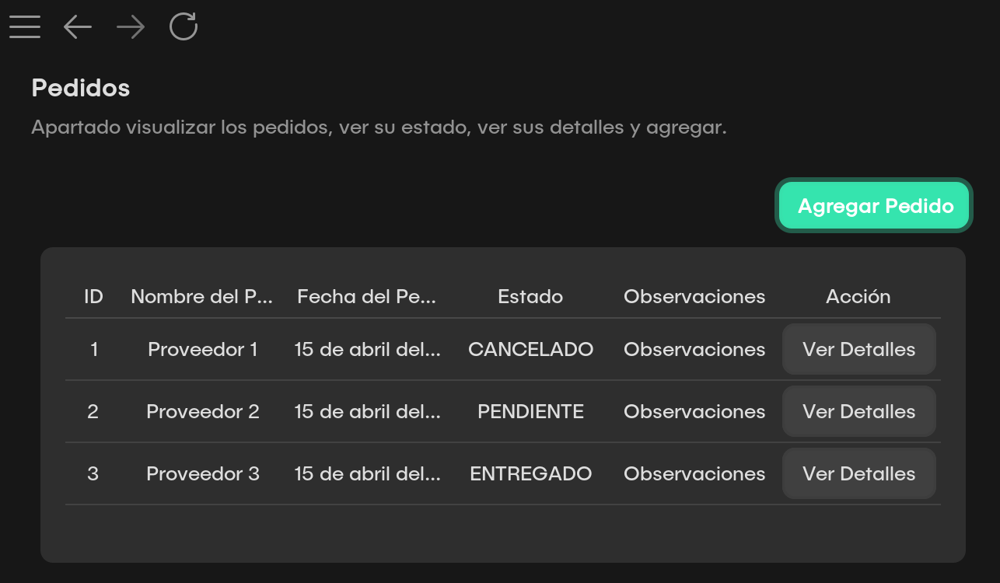 Pedidos
Apartado visualizar los pedidos, ver su estado, ver sus detalles y agregar.
Agregar Pedido
ID Nombre del P... Fecha del Pe... Estado Observaciones Acción
1 Proveedor 1 15 de abril del... CANCELADO Observaciones Ver Detalles
2 Proveedor 2 15 de abril del... PENDIENTE Observaciones Ver Detalles
3 Proveedor 3 15 de abril del... ENTREGADO Observaciones Ver Detalles